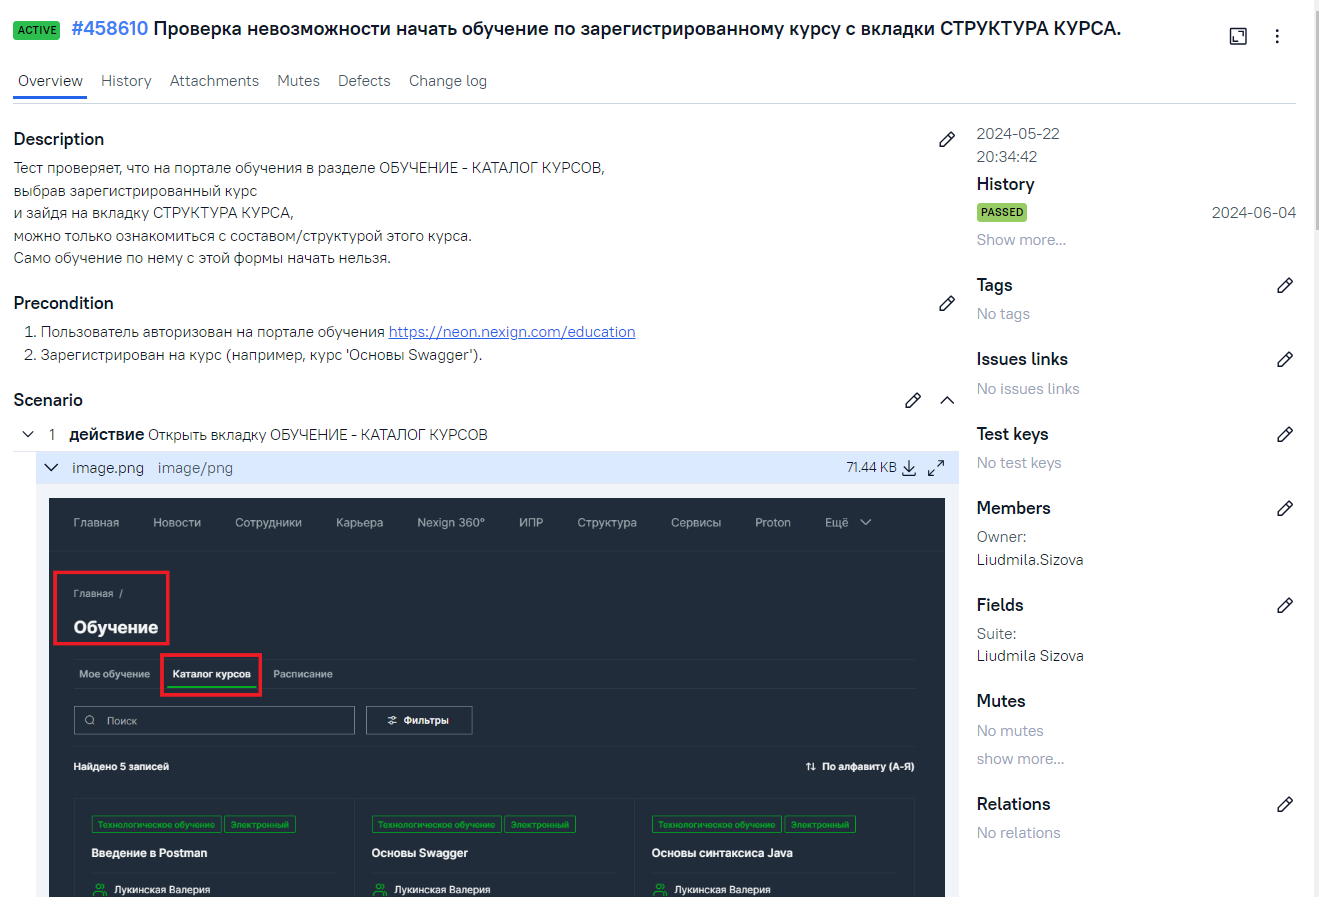 ACTIVE #458610 Проверка невозможности начать обучение по зарегистрированному курсу с вкладки СТРУКТУРА КУРСА.
Overview History Attachments Mutes Defects Change log
Description
Тест проверяет, что на портале обучения в разделе ОБУЧЕНИЕ - КАТАЛОГ КУРСОВ,
выбрав зарегистрированный курс
и зайдя на вкладку СТРУКТУРА КУРСА,
можно только ознакомиться с составом/структурой этого курса.
Само обучение по нему с этой формы начать нельзя.
Precondition
1. Пользователь авторизован на портале обучения https://neon.nexign.com/education
2. Зарегистрирован на курс (например, курс 'Основы Swagger').
Scenario
1 действие Открыть вкладку ОБУЧЕНИЕ - КАТАЛОГ КУРСОВ
image.png image/png 71.44 KB
Главная Новости Сотрудники Карьера Nexign 360° ИПР Структура Сервисы Proton Ещё
Главная /
Обучение
Мое обучение Каталог курсов Расписание
Поиск Фильтры
Найдено 5 записей По алфавиту (А-Я)
Технологическое обучение Электронный Технологическое обучение Электронный Технологическое обучение Электронный
Введение в Postman Основы Swagger Основы синтаксиса Java
Лукинская Валерия Лукинская Валерия Лукинская Валерия
2024-05-22
20:34:42
History
PASSED 2024-06-04
Show more...
Tags
No tags
Issues links
No issues links
Test keys
No test keys
Members
Owner:
Liudmila.Sizova
Fields
Suite:
Liudmila Sizova
Mutes
No mutes
show more...
Relations
No relations